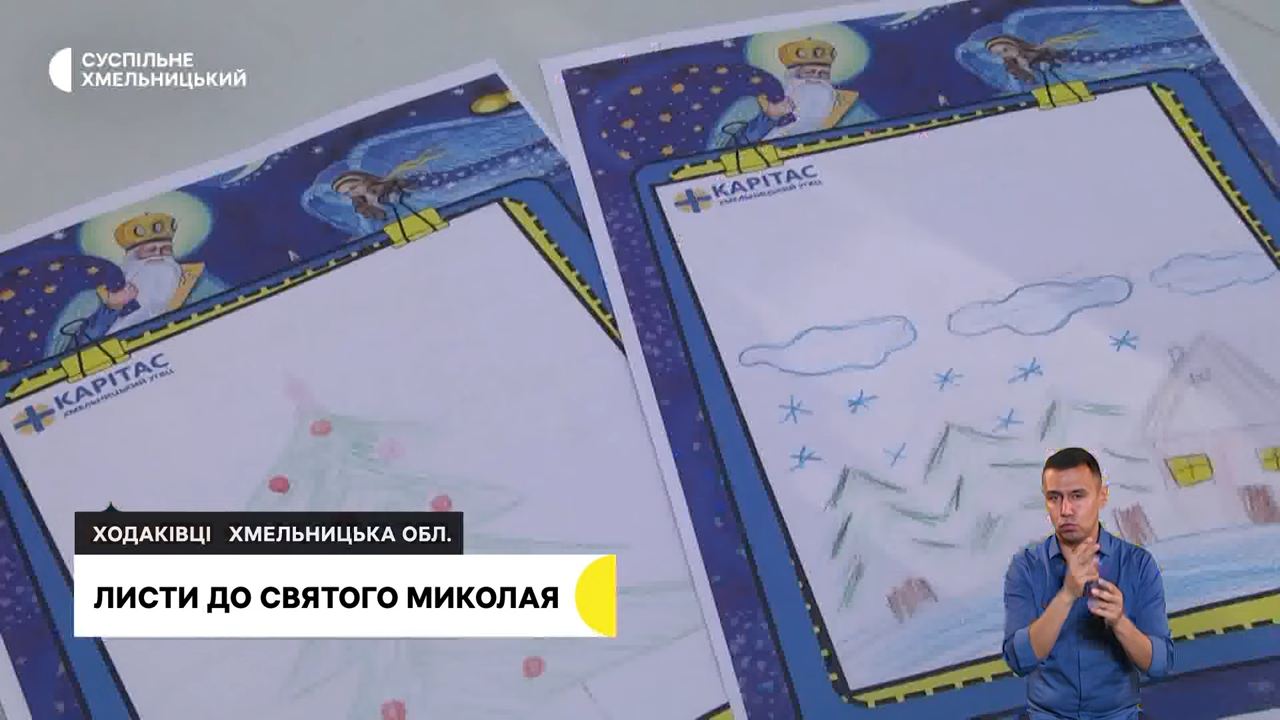 СУСПІЛЬНЕ
ХМЕЛЬНИЦЬКИЙ
КАРІТАС
ХМЕЛЬНИЦЬКИЙ УГКЦ
КАРІТАС
ХМЕЛЬНИЦЬКИЙ УГКЦ
ХОДАКІВЦІ ХМЕЛЬНИЦЬКА ОБЛ.
ЛИСТИ ДО СВЯТОГО МИКОЛАЯ